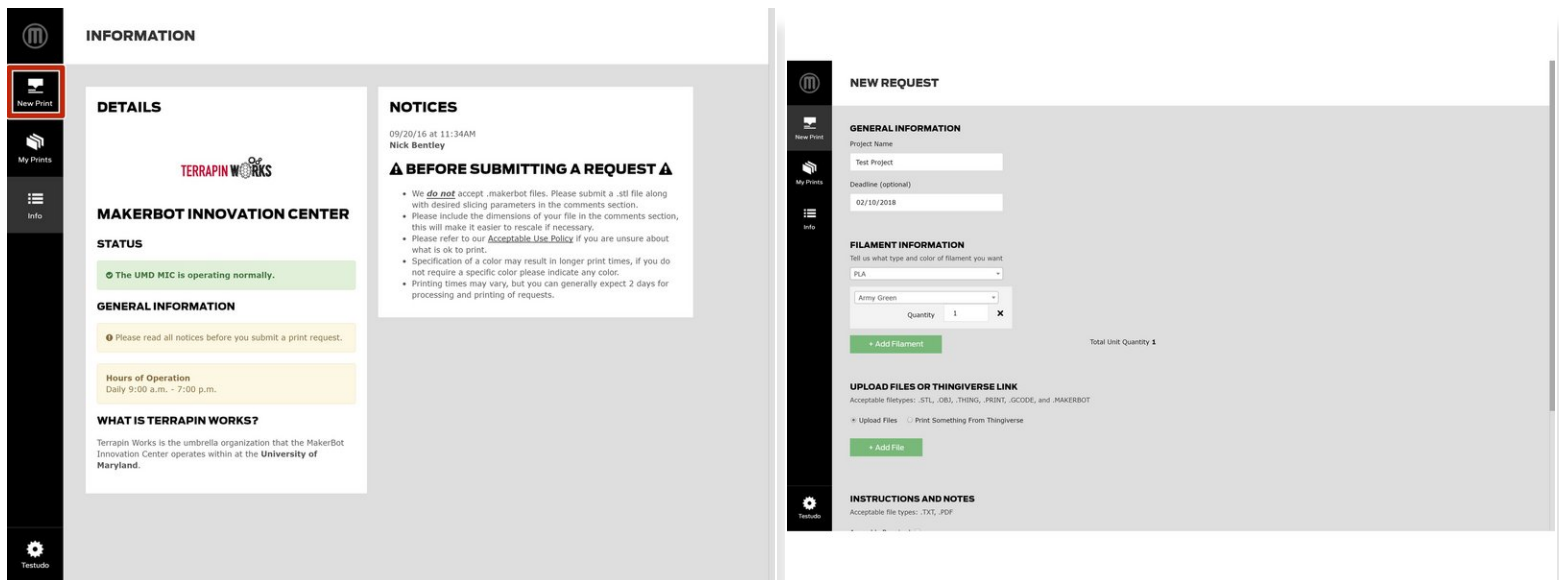 INFORMATION
New Print
My Prints
Info
Testudo
DETAILS
TERRAPIN WORKS
MAKERBOT INNOVATION CENTER
STATUS
The UMD MIC is operating normally.
GENERAL INFORMATION
Please read all notices before you submit a print request.
Hours of Operation
Daily 9:00 a.m. - 7:00 p.m.
WHAT IS TERRAPIN WORKS?
Terrapin Works is the umbrella organization that the MakerBot
Innovation Center operates within at the University of
Maryland.
NOTICES
09/20/16 at 11:34AM
Nick Bentley
BEFORE SUBMITTING A REQUEST
• We do not accept .makerbot files. Please submit a .stl file along
with desired slicing parameters in the comments section.
• Please include the dimensions of your file in the comments section,
this will make it easier to rescale if necessary.
• Please refer to our Acceptable Use Policy if you are unsure about
what is ok to print.
• Specification of a color may result in longer print times, if you do
not require a specific color please indicate any color.
• Printing times may vary, but you can generally expect 2 days for
processing and printing of requests.
NEW REQUEST
New Print
My Prints
Info
Testudo
GENERAL INFORMATION
Project Name
Test Project
Deadline (optional)
02/10/2018
FILAMENT INFORMATION
Tell us what type and color of filament you want
PLA
Army Green
Quantity 1
+ Add Filament
Total Unit Quantity 1
UPLOAD FILES OR THINGIVERSE LINK
Acceptable filetypes: .STL, .OBJ, .THING, .PRINT, .GCODE, and .MAKERBOT
Upload Files Print Something From Thingiverse
+ Add File
INSTRUCTIONS AND NOTES
Acceptable file types: .TXT, .PDF